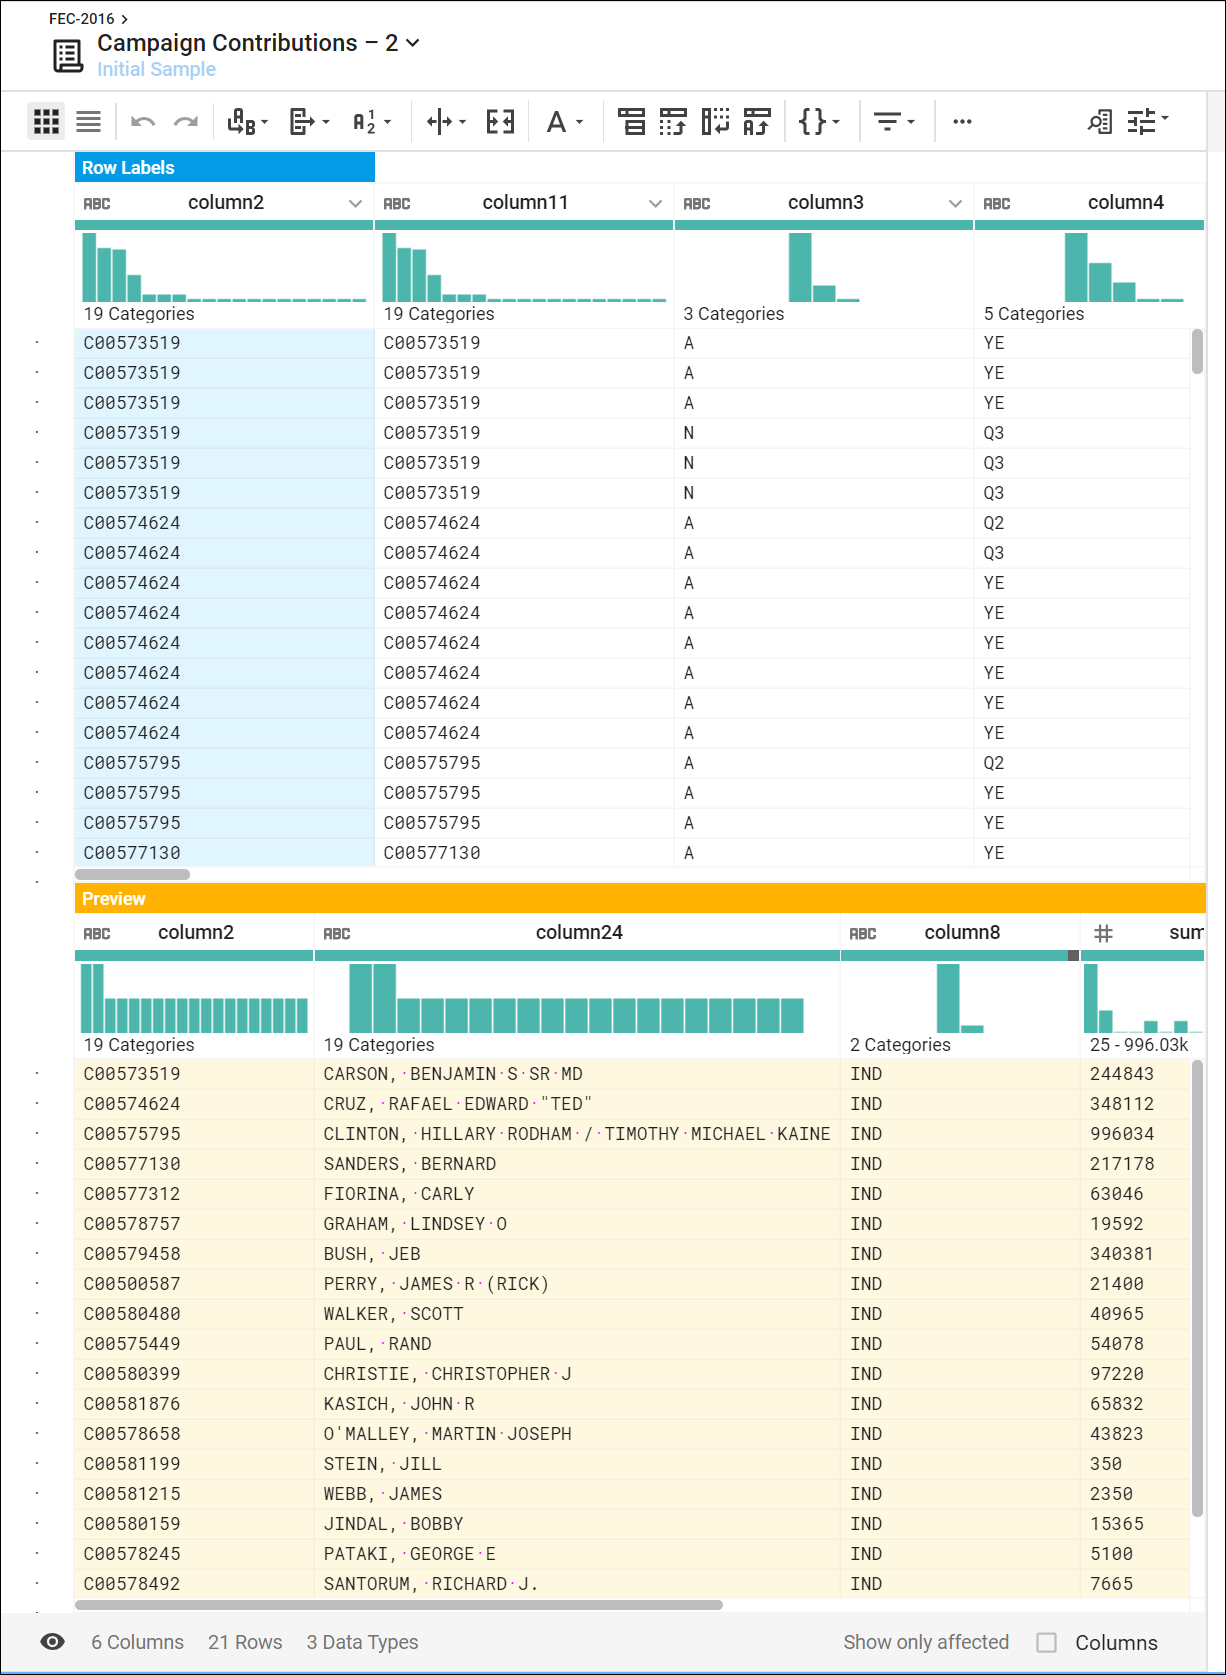 FEC-2016
Campaign Contributions – 2
Initial Sample
Row Labels
ABC column2 ABC column11 ABC column3 ABC column4
19 Categories 19 Categories 3 Categories 5 Categories
C00573519 C00573519 A YE
C00573519 C00573519 A YE
C00573519 C00573519 A YE
C00573519 C00573519 N Q3
C00573519 C00573519 N Q3
C00573519 C00573519 N Q3
C00574624 C00574624 A Q2
C00574624 C00574624 A Q3
C00574624 C00574624 A YE
C00574624 C00574624 A YE
C00574624 C00574624 A YE
C00574624 C00574624 A YE
C00574624 C00574624 A YE
C00574624 C00574624 A YE
C00575795 C00575795 A Q2
C00575795 C00575795 A YE
C00575795 C00575795 A YE
C00577130 C00577130 A YE
Preview
ABC column2 ABC column24 ABC column8 # sum
19 Categories 19 Categories 2 Categories 25 - 996.03k
C00573519 CARSON,·BENJAMIN·S·SR·MD IND 244843
C00574624 CRUZ,·RAFAEL·EDWARD·"TED" IND 348112
C00575795 CLINTON,·HILLARY·RODHAM·/·TIMOTHY·MICHAEL·KAINE IND 996034
C00577130 SANDERS,·BERNARD IND 217178
C00577312 FIORINA,·CARLY IND 63046
C00578757 GRAHAM,·LINDSEY·O IND 19592
C00579458 BUSH,·JEB IND 340381
C00500587 PERRY,·JAMES·R·(RICK) IND 21400
C00580480 WALKER,·SCOTT IND 40965
C00575449 PAUL,·RAND IND 54078
C00580399 CHRISTIE,·CHRISTOPHER·J IND 97220
C00581876 KASICH,·JOHN·R IND 65832
C00578658 O'MALLEY,·MARTIN·JOSEPH IND 43823
C00581199 STEIN,·JILL IND 350
C00581215 WEBB,·JAMES IND 2350
C00580159 JINDAL,·BOBBY IND 15365
C00578245 PATAKI,·GEORGE·E IND 5100
C00578492 SANTORUM,·RICHARD·J. IND 7665
6 Columns 21 Rows 3 Data Types Show only affected Columns